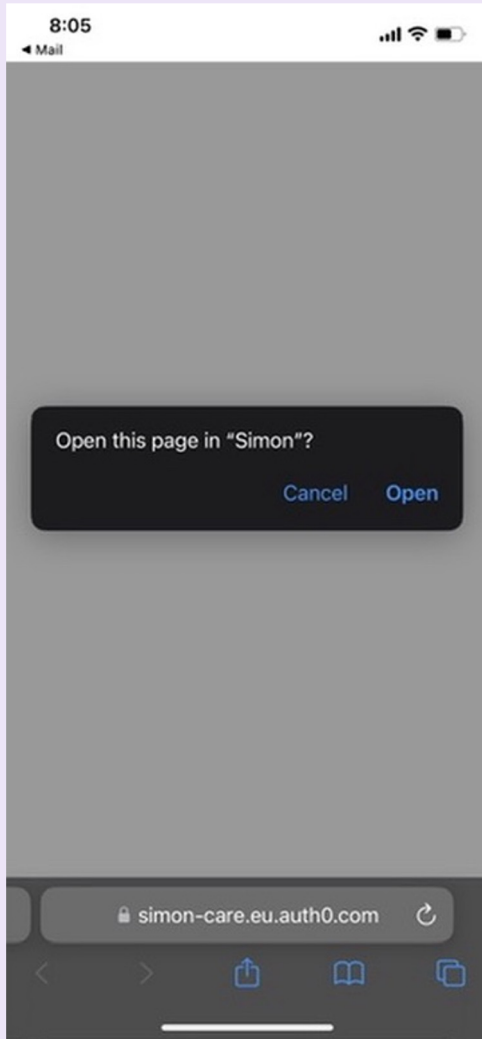 8:05
◀ Mail
Open this page in “Simon”?
Cancel Open
simon-care.eu.auth0.com